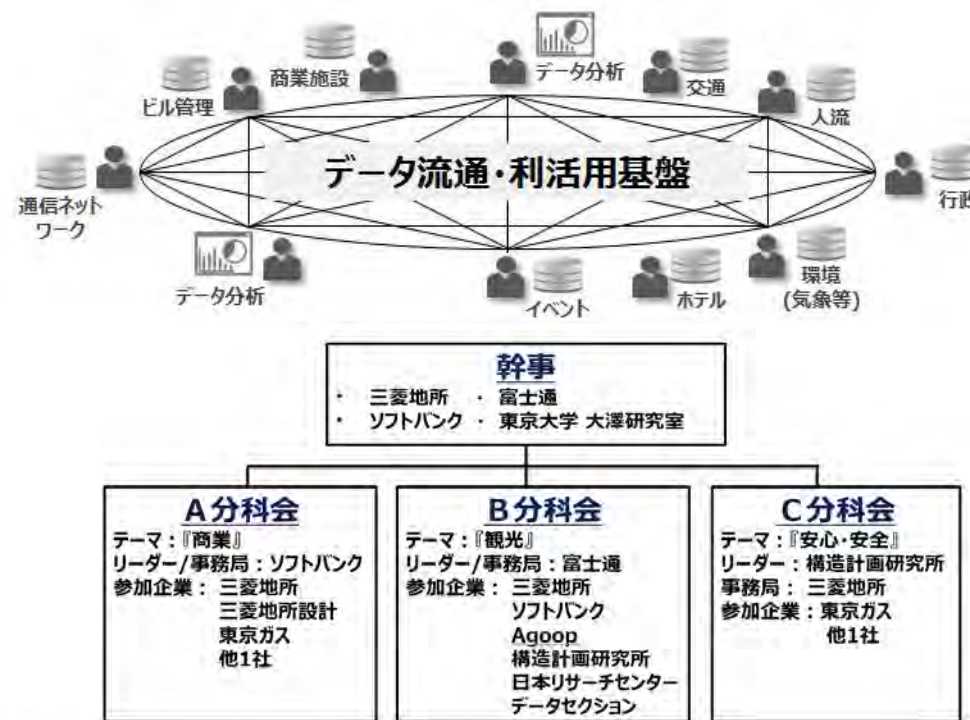 データ分析
商業施設
交通
ビル管理
人流
データ流通・利活用基盤
通信ネット
ワーク
行政
データ分析
イベント
ホテル
環境
(気象等)
幹事
・ 三菱地所 ・ 富士通
・ ソフトバンク ・ 東京大学 大澤研究室
A分科会
テーマ:『商業』
リーダー/事務局:ソフトバンク
参加企業: 三菱地所
三菱地所設計
東京ガス
他1社
B分科会
テーマ:『観光』
リーダー/事務局:富士通
参加企業: 三菱地所
ソフトバンク
Agoop
構造計画研究所
日本リサーチセンター
データセクション
C分科会
テーマ:『安心・安全』
リーダー:構造計画研究所
事務局: 三菱地所
参加企業:東京ガス
他1社